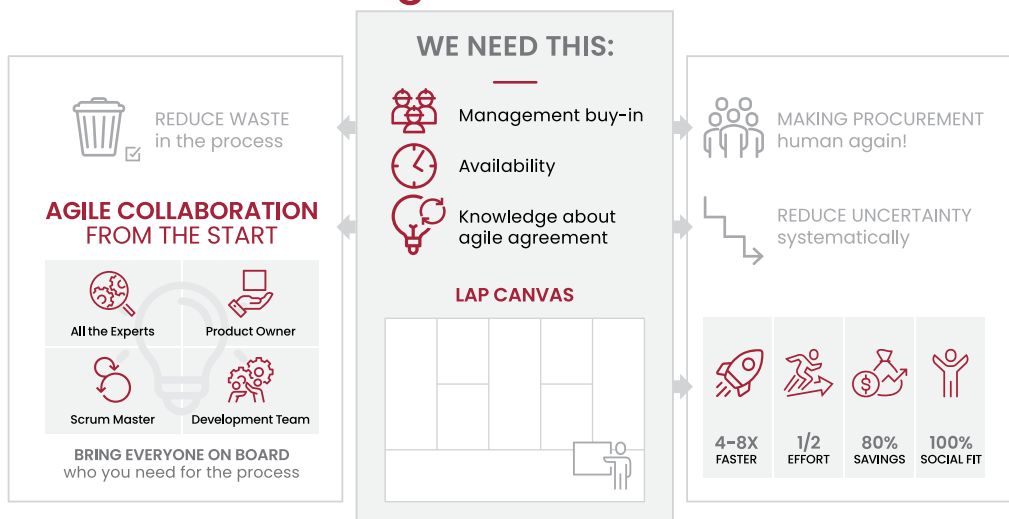 REDUCE WASTE
in the process
AGILE COLLABORATION
FROM THE START
All the Experts
Product Owner
Scrum Master
Development Team
BRING EVERYONE ON BOARD
who you need for the process
WE NEED THIS:
Management buy-in
Availability
Knowledge about
agile agreement
LAP CANVAS
MAKING PROCUREMENT
human again!
REDUCE UNCERTAINTY
systematically
4-8X
FASTER
1/2
EFFORT
80%
SAVINGS
100%
SOCIAL FIT